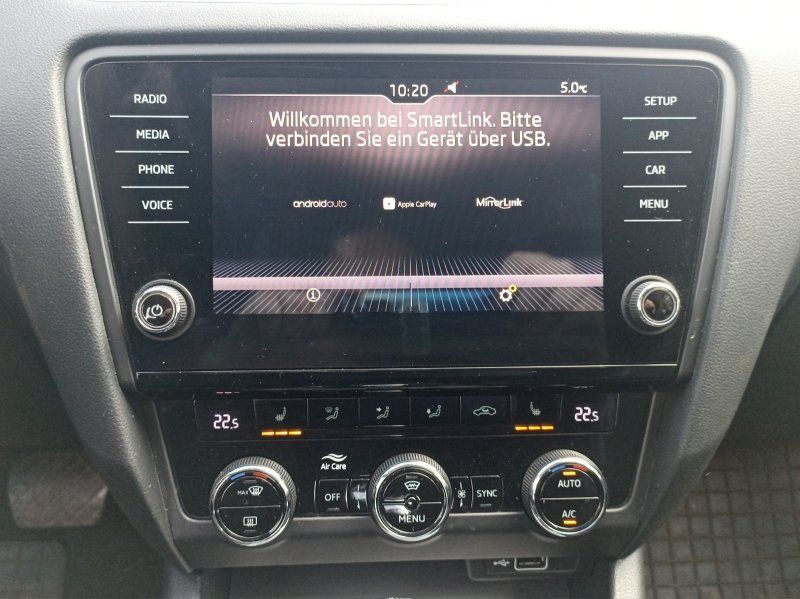 RADIO
MEDIA
PHONE
VOICE
10:20
5.0°C
Willkommen bei SmartLink. Bitte
verbinden Sie ein Gerät über USB.
androidauto
Apple CarPlay
MirrorLink
SETUP
APP
CAR
MENU
22.5
22.5
Air Care
MAX
OFF
MENU
SYNC
AUTO
A/C